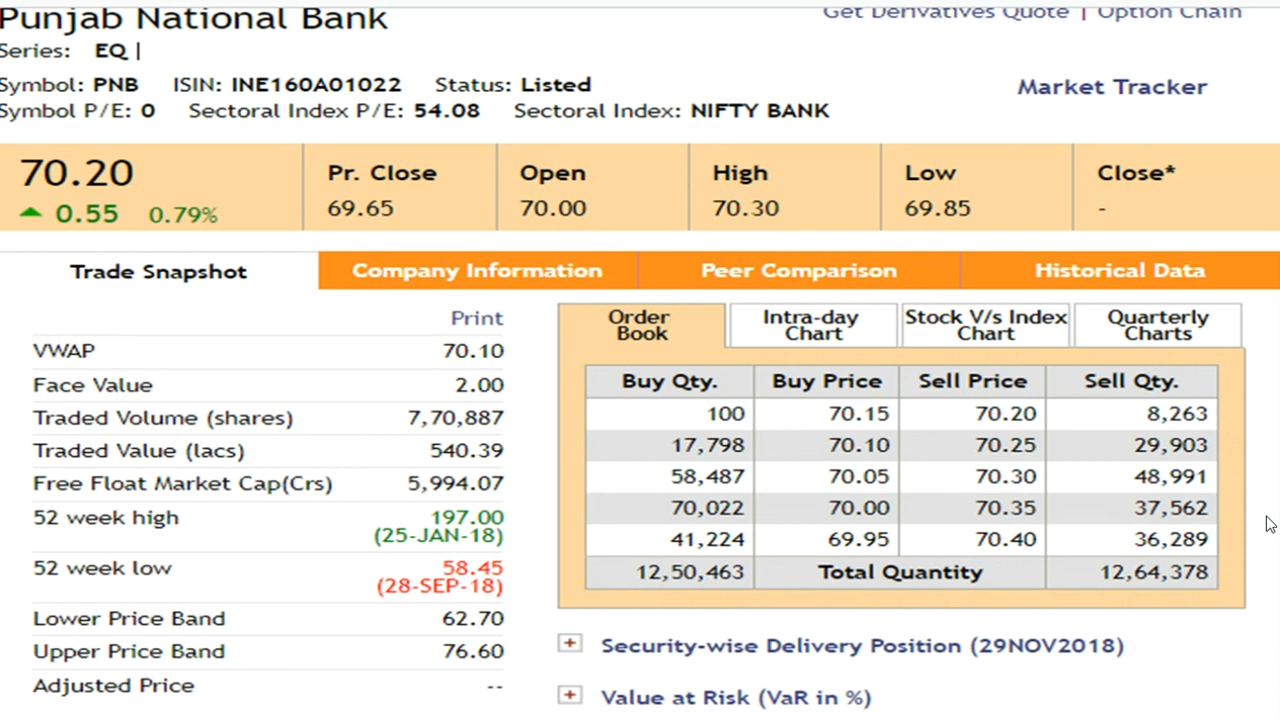 Punjab National Bank
Get Derivatives Quote | Option Chain
Series: EQ |
Symbol: PNB ISIN: INE160A01022 Status: Listed
Market Tracker
Symbol P/E: 0 Sectoral Index P/E: 54.08 Sectoral Index: NIFTY BANK
70.20
0.55 0.79%
Pr. Close
69.65
Open
70.00
High
70.30
Low
69.85
Close*
-
Trade Snapshot Company Information Peer Comparison Historical Data
Print
VWAP 70.10
Face Value 2.00
Traded Volume (shares) 7,70,887
Traded Value (lacs) 540.39
Free Float Market Cap(Crs) 5,994.07
52 week high 197.00
(25-JAN-18)
52 week low 58.45
(28-SEP-18)
Lower Price Band 62.70
Upper Price Band 76.60
Adjusted Price --
Order
Book
Intra-day
Chart
Stock V/s Index
Chart
Quarterly
Charts
Buy Qty. Buy Price Sell Price Sell Qty.
100 70.15 70.20 8,263
17,798 70.10 70.25 29,903
58,487 70.05 70.30 48,991
70,022 70.00 70.35 37,562
41,224 69.95 70.40 36,289
12,50,463 Total Quantity 12,64,378
+ Security-wise Delivery Position (29NOV2018)
+ Value at Risk (VaR in %)